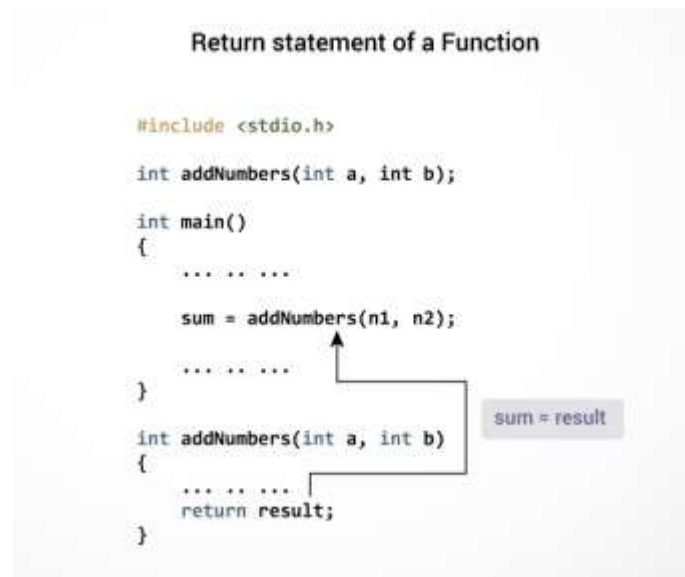 Return statement of a Function
#include <stdio.h>
int addNumbers(int a, int b);
int main()
{
... .. ...
sum = addNumbers(n1, n2);
... .. ...
}
sum = result
int addNumbers(int a, int b)
{
... .. ...
return result;
}